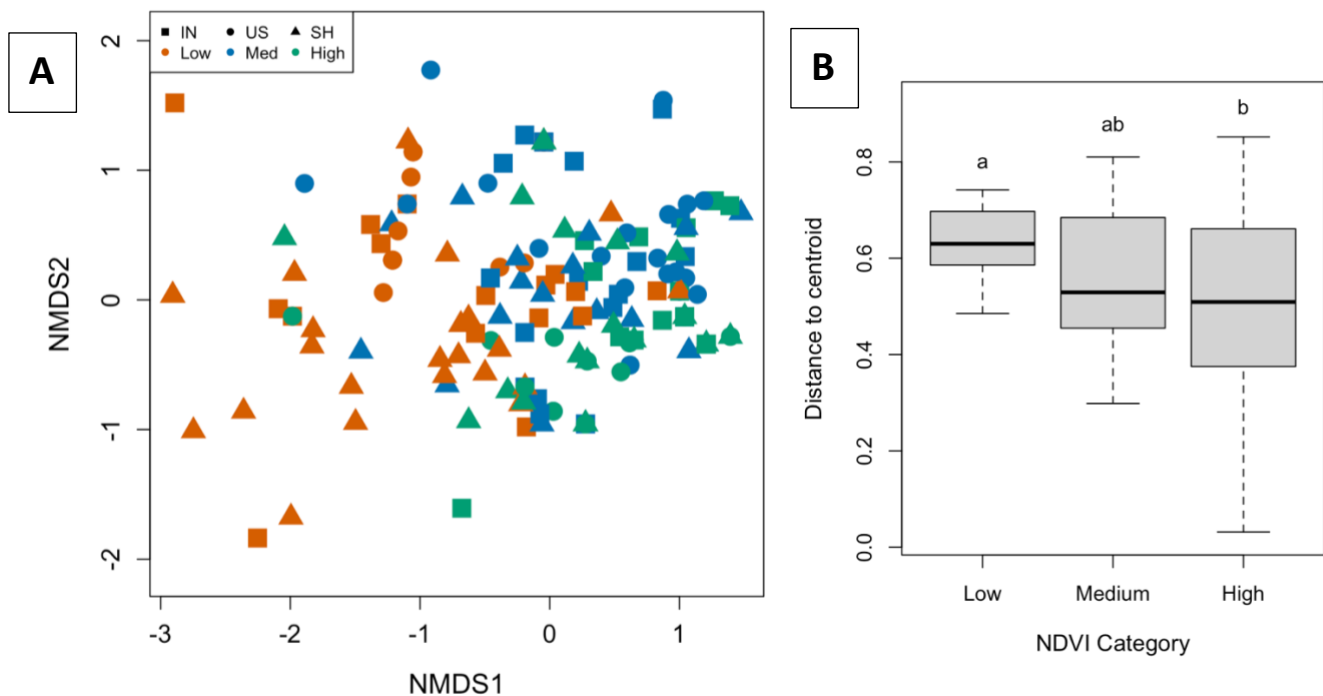 A
IN US SH
Low Med High
2
1
0
-1
-2
NMDS2
-3 -2 -1 0 1
NMDS1
B
a
ab
b
0.8
0.6
0.4
0.2
0.0
Distance to centroid
Low Medium High
NDVI Category